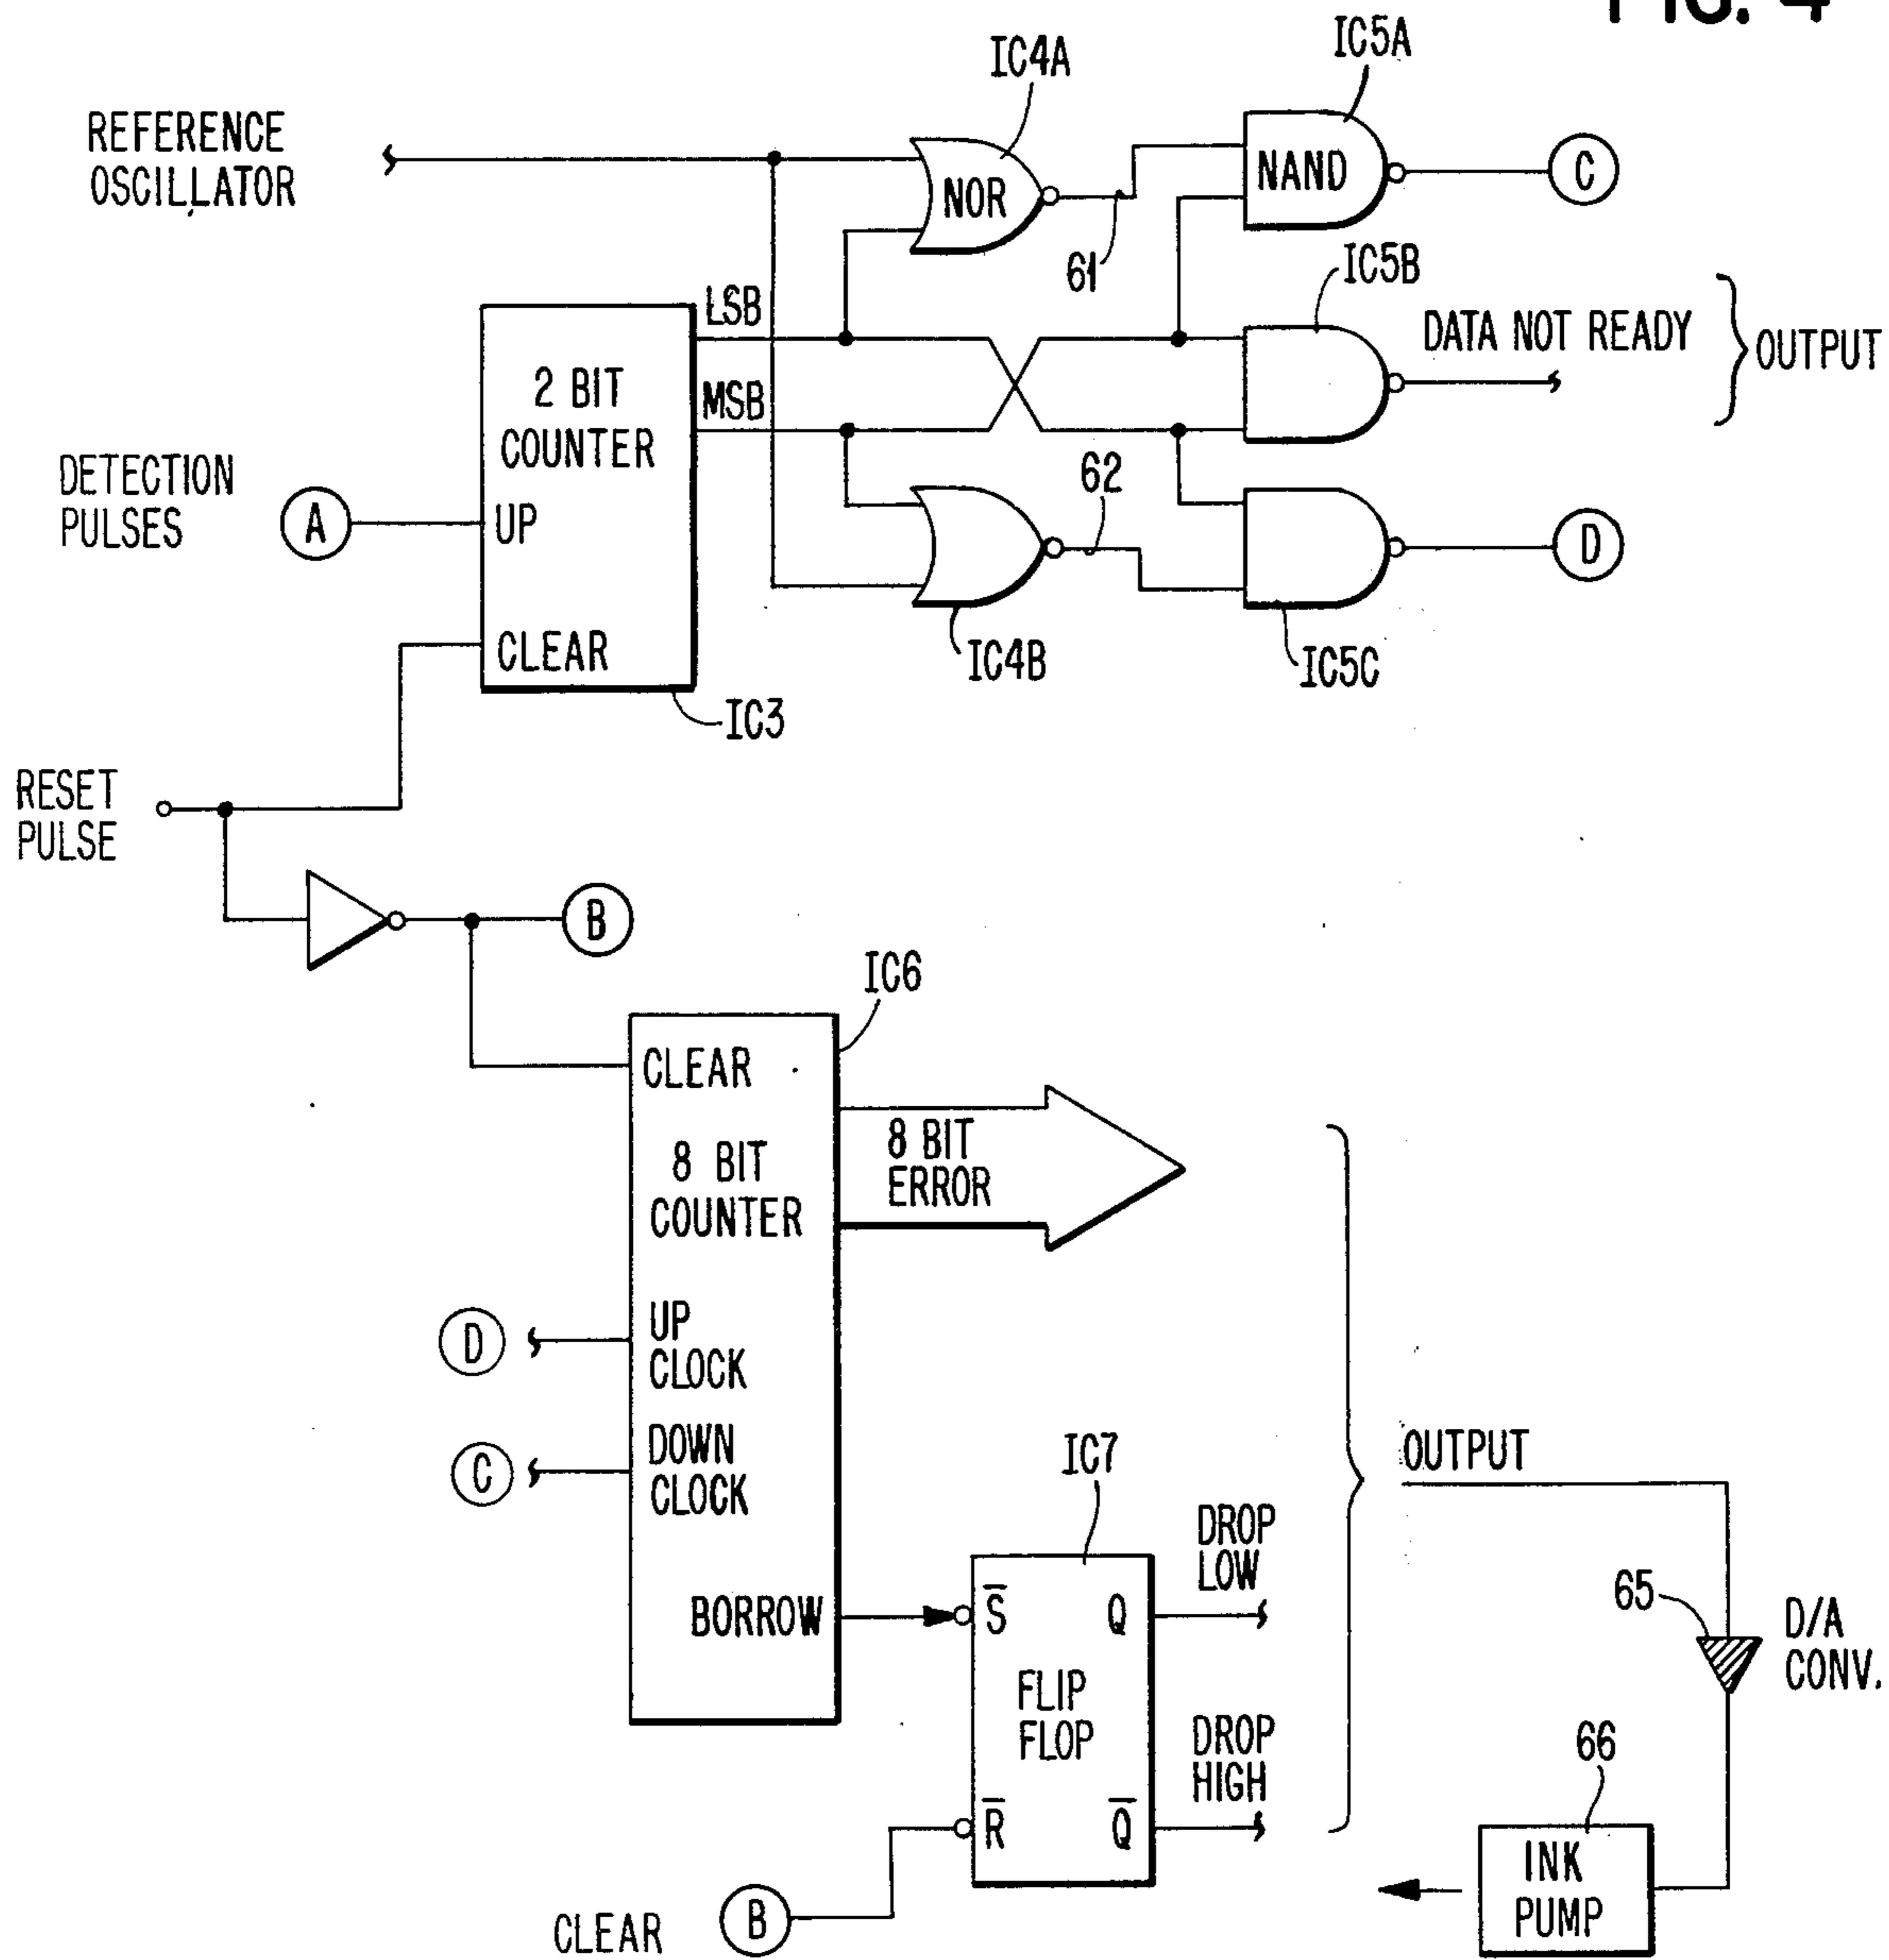 FIG. 4
IC4A
IC5A
REFERENCE
OSCILLATOR
NOR
NAND
C
61
IC5B
LSB
DATA NOT READY
OUTPUT
2 BIT
COUNTER
MSB
DETECTION
PULSES
A
UP
62
D
CLEAR
IC4B
IC5C
IC3
RESET
PULSE
B
IC6
CLEAR
8 BIT
ERROR
8 BIT
COUNTER
D
UP
CLOCK
C
DOWN
CLOCK
IC7
OUTPUT
DROP
LOW
BORROW
S̅
Q
65
D/A
CONV.
FLIP
FLOP
DROP
HIGH
66
R̅
Q̅
INK
PUMP
CLEAR
B